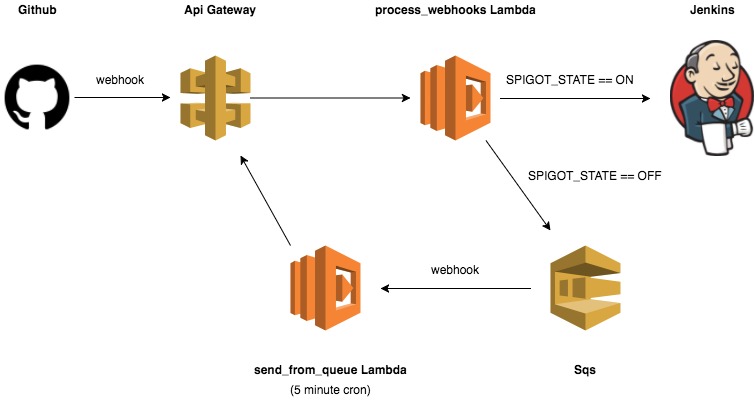 Github
Api Gateway
process_webhooks Lambda
Jenkins
webhook
SPIGOT_STATE == ON
SPIGOT_STATE == OFF
webhook
send_from_queue Lambda
(5 minute cron)
Sqs